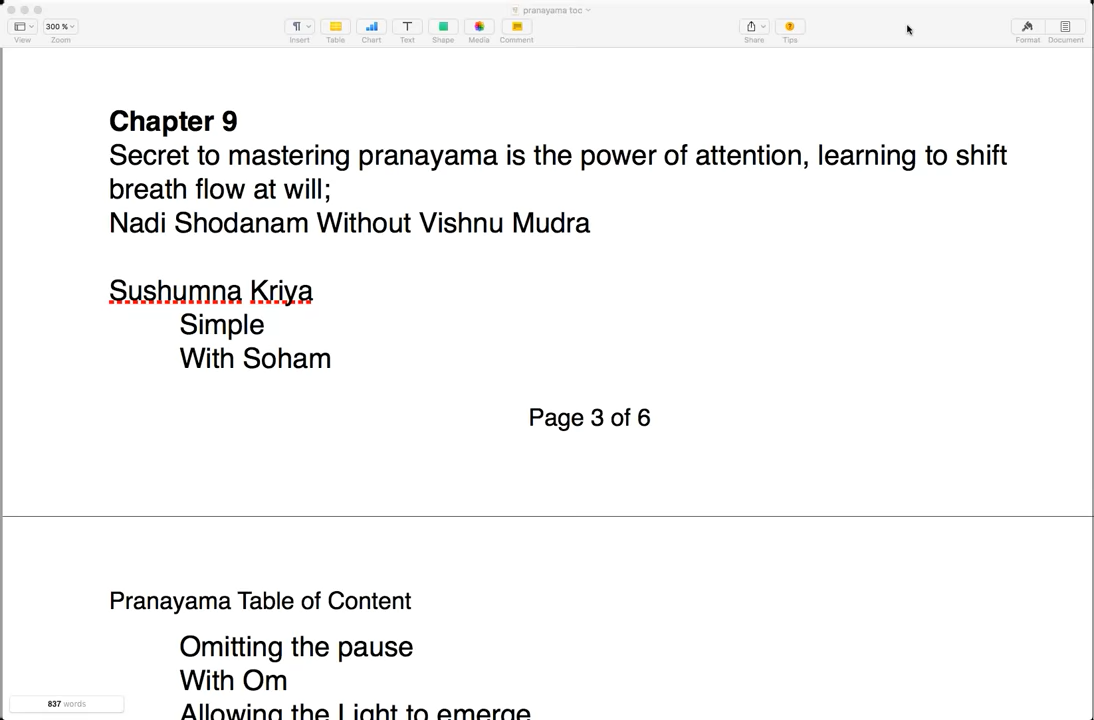 pranayama toc
300 %
View
Zoom
Insert
Table
Chart
Text
Shape
Media
Comment
Share
Tips
Format
Document
Chapter 9
Secret to mastering pranayama is the power of attention, learning to shift
breath flow at will;
Nadi Shodanam Without Vishnu Mudra
Sushumna Kriya
Simple
With Soham
Page 3 of 6
Pranayama Table of Content
Omitting the pause
With Om
Allowing the Light to emerge
837 words